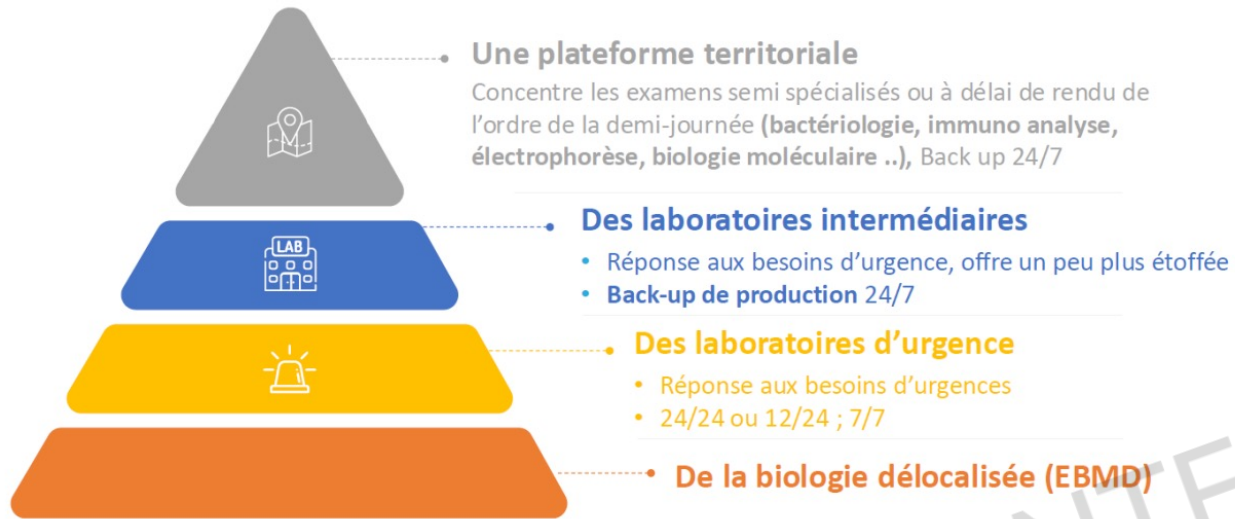 Une plateforme territoriale
Concentre les examens semi spécialisés ou à délai de rendu de
l'ordre de la demi-journée (bactériologie, immuno analyse,
électrophorèse, biologie moléculaire ..), Back up 24/7
LAB
Des laboratoires intermédiaires
• Réponse aux besoins d'urgence, offre un peu plus étoffée
• Back-up de production 24/7
Des laboratoires d'urgence
• Réponse aux besoins d'urgences
• 24/24 ou 12/24 ; 7/7
De la biologie délocalisée (EBMD)